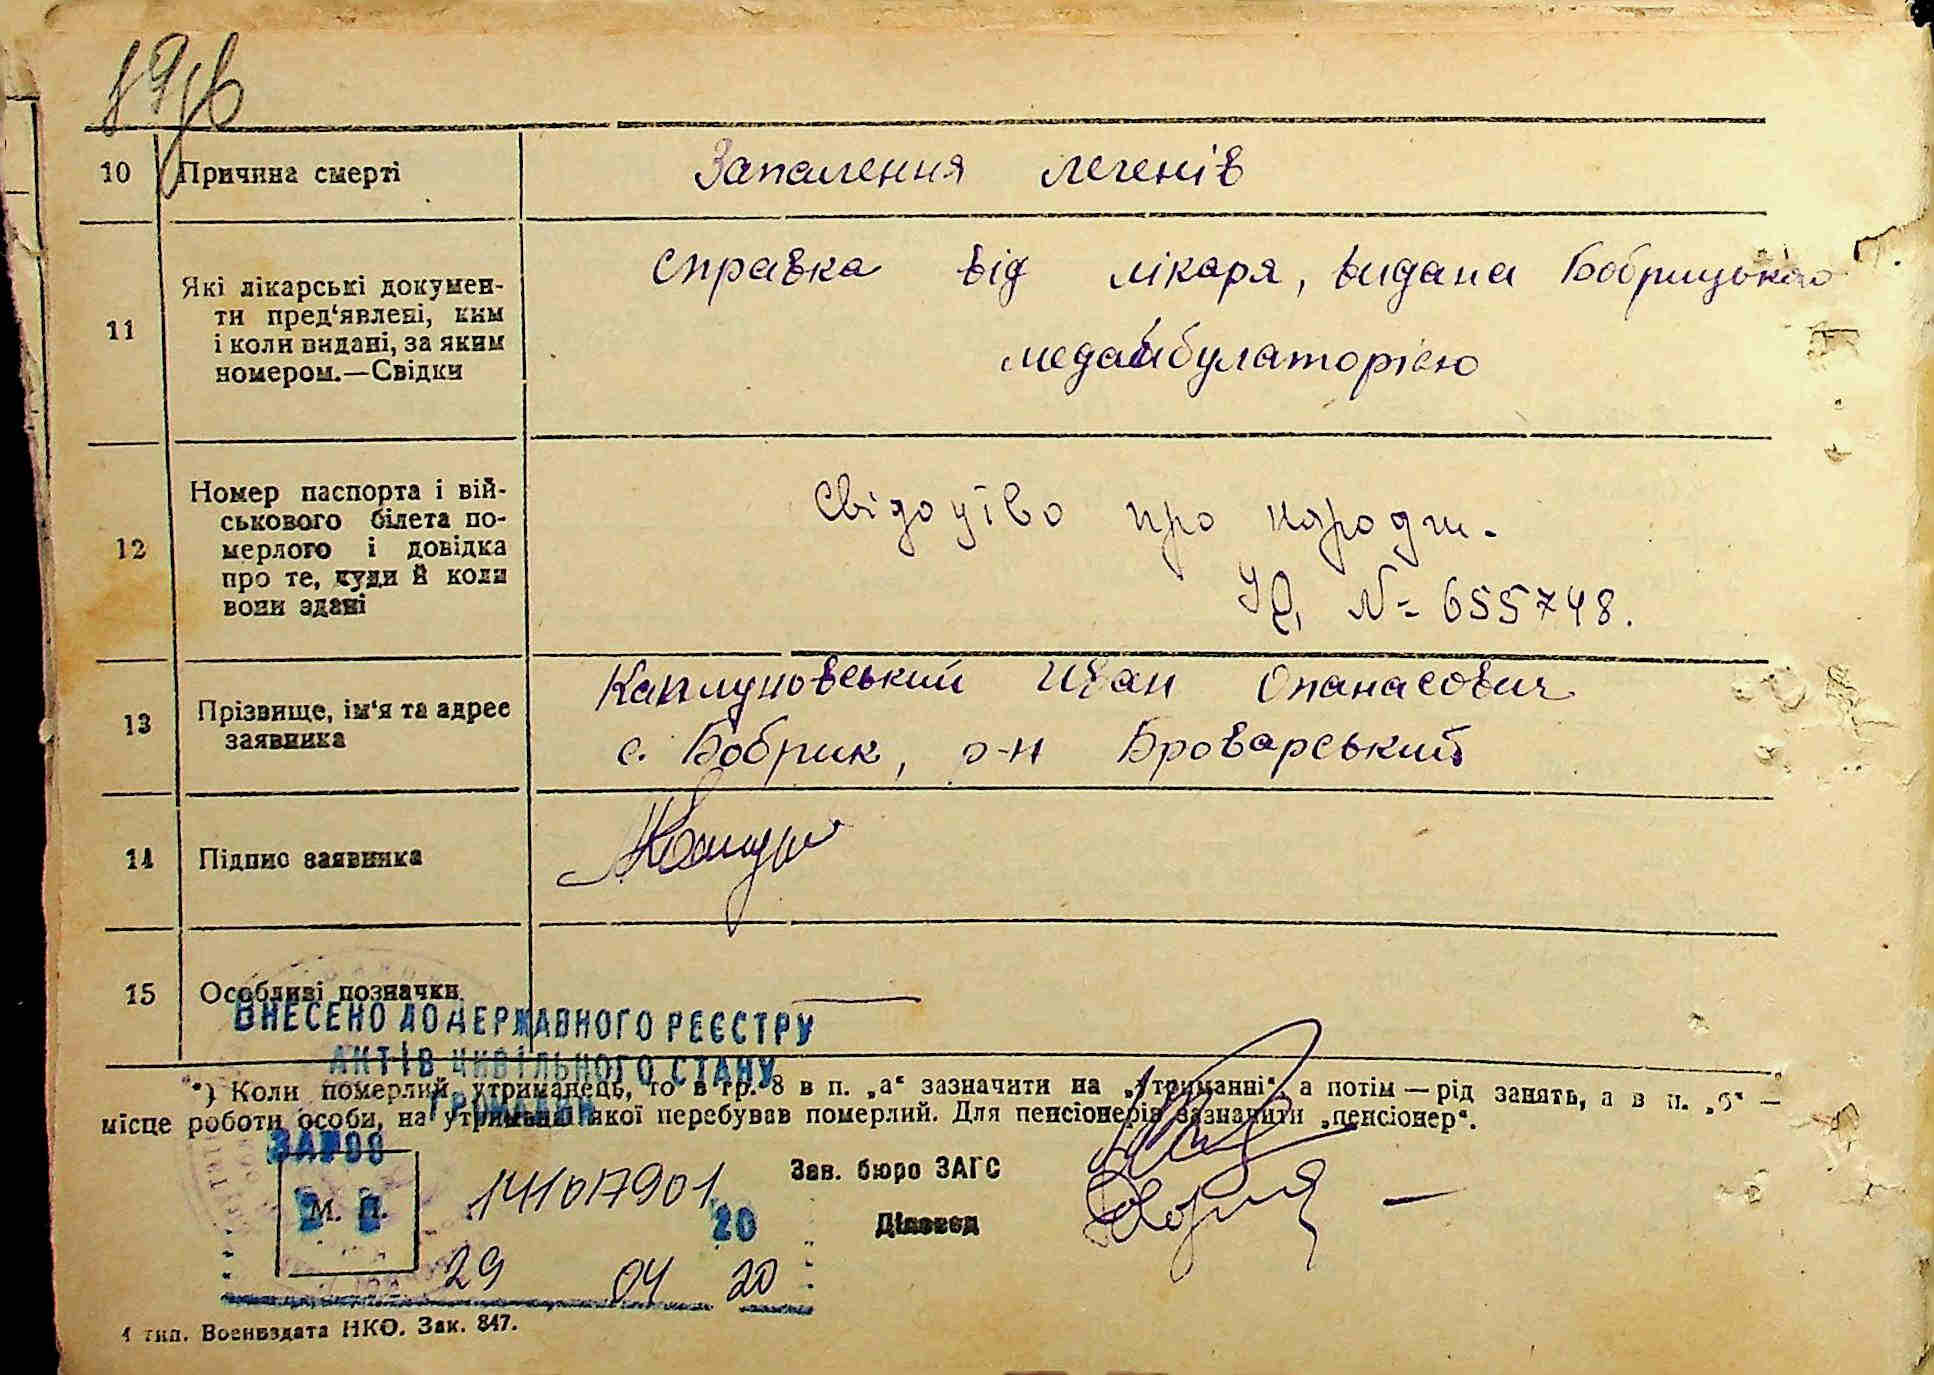 10 Причина смерті
Запалення легенів
11 Які лікарські докумен-
ти пред'явлені, ким
і коли видані, за яким
номером.—Свідки
справка від лікаря, видана Бобрицькою
медамбулаторією
12 Номер паспорта і вій-
ськового білета по-
мерлого і довідка
про те, куди й коли
вони здані
Свідоцтво про народж.
№ 655748.
13 Прізвище, ім'я та адрес
заявника
Каплуновський Иван Опанасович
с. Бобрик, р-н Броварський
14 Підпис заявника
15 Особливі позначки
ВНЕСЕНО ДО ДЕРЖАВНОГО РЕЄСТРУ
АКТІВ ЦИВІЛЬНОГО СТАНУ
ГРОМАДЯН
*) Коли померлий утриманець, то в гр. 8 в п. „а“ зазначити на „утриманні“, а потім — рід занять, а в п. „б“ —
місце роботи особи, на утриманні якої перебував померлий. Для пенсіонерів зазначити „пенсіонер“.
ЗА №
М. П.
141017901
Зав. бюро ЗАГС
Діловод
20
29 04 20
1 тип. Воениздата НКО. Зак. 847.